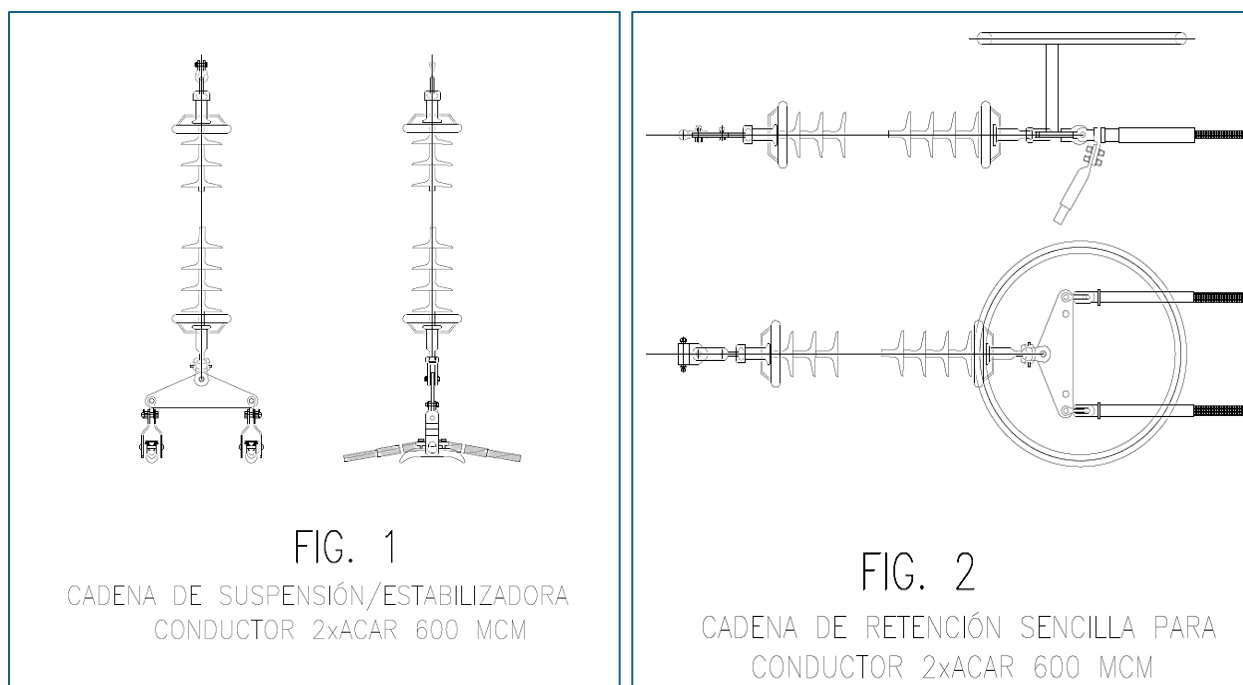 FIG. 1
CADENA DE SUSPENSIÓN/ESTABILIZADORA
CONDUCTOR 2xACAR 600 MCM
FIG. 2
CADENA DE RETENCIÓN SENCILLA PARA
CONDUCTOR 2xACAR 600 MCM